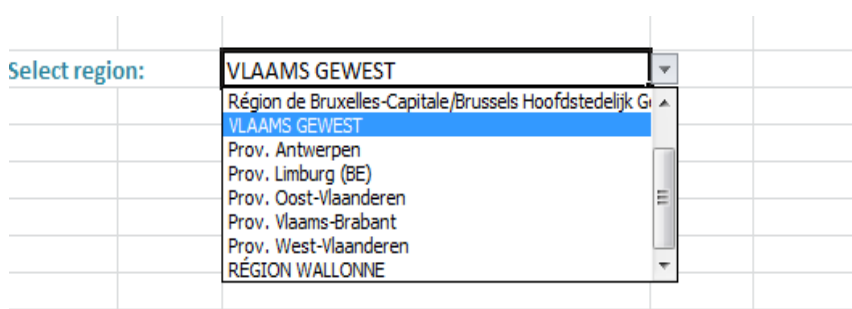 Select region: VLAAMS GEWEST
Région de Bruxelles-Capitale/Brussels Hoofdstedelijk
VLAAMS GEWEST
Prov. Antwerpen
Prov. Limburg (BE)
Prov. Oost-Vlaanderen
Prov. Vlaams-Brabant
Prov. West-Vlaanderen
RÉGION WALLONNE